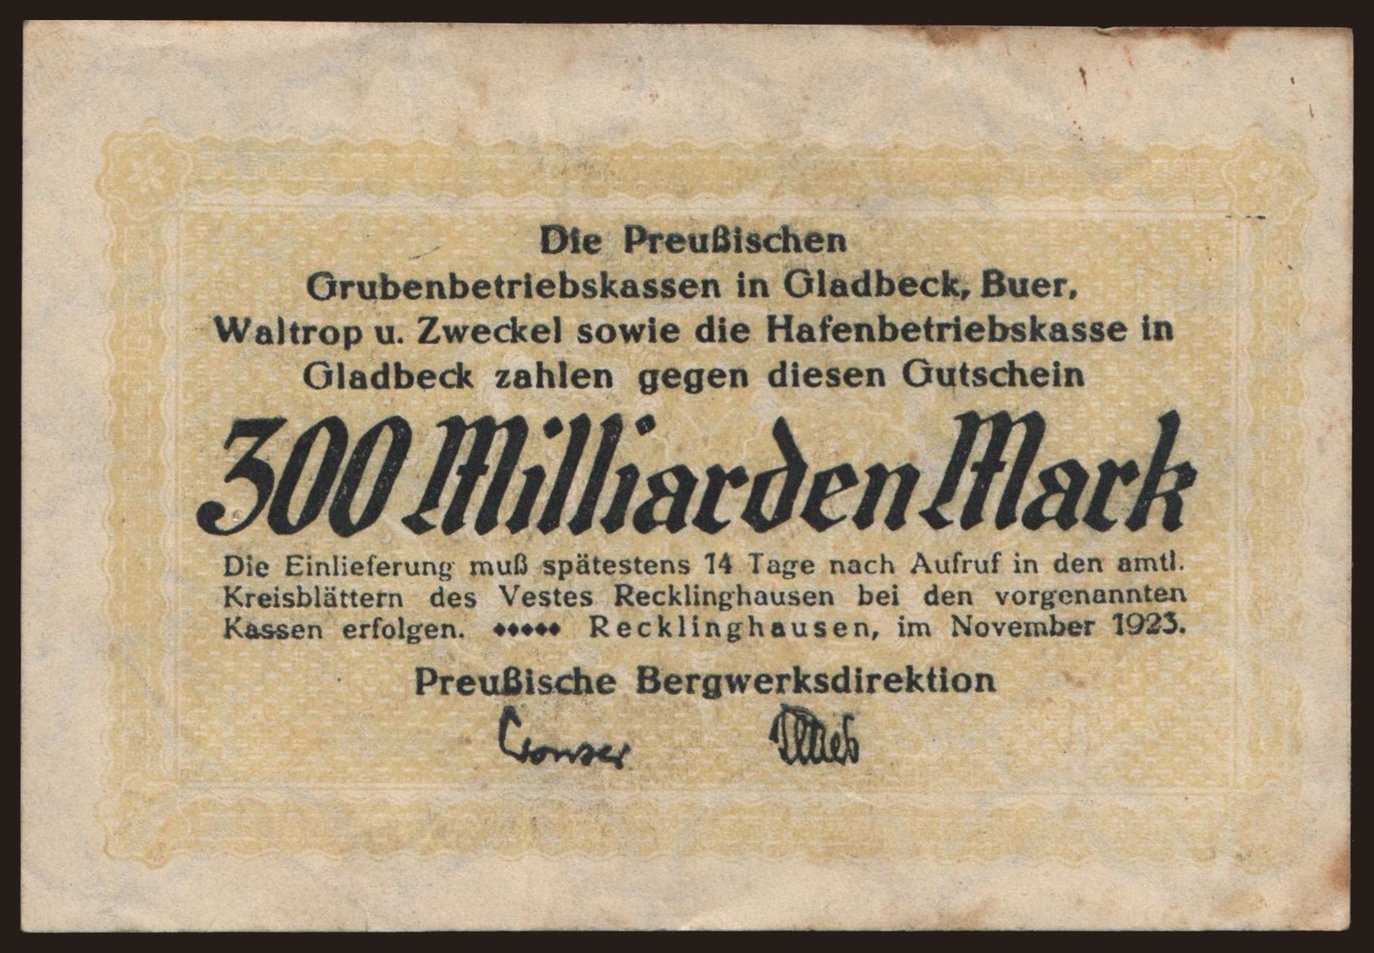 Die Preußischen
Grubenbetriebskassen in Gladbeck, Buer,
Waltrop u. Zweckel sowie die Hafenbetriebskasse in
Gladbeck zahlen gegen diesen Gutschein
300 Milliarden Mark
Die Einlieferung muß spätestens 14 Tage nach Aufruf in den amtl.
Kreisblättern des Vestes Recklinghausen bei den vorgenannten
Kassen erfolgen. ♦♦♦♦♦ Recklinghausen, im November 1923.
Preußische Bergwerksdirektion